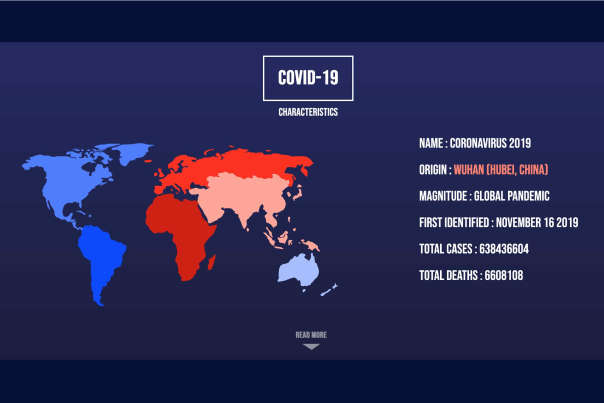 COVID-19
CHARACTERISTICS
NAME : CORONAVIRUS 2019
ORIGIN : WUHAN (HUBEI, CHINA)
MAGNITUDE : GLOBAL PANDEMIC
FIRST IDENTIFIED : NOVEMBER 16 2019
TOTAL CASES : 638436604
TOTAL DEATHS : 6608108
READ MORE